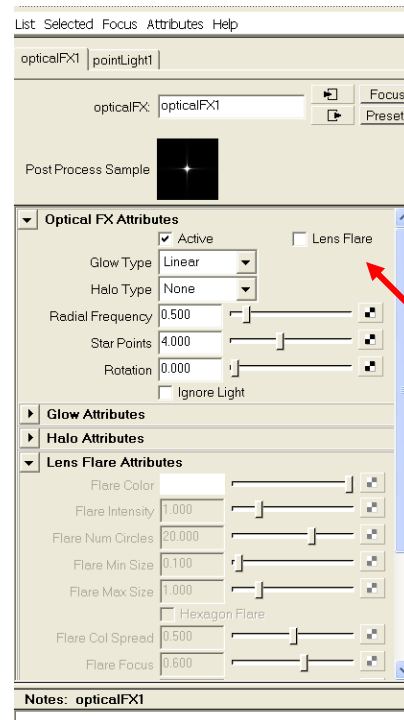 List Selected Focus Attributes Help
opticalFX1 pointLight1
opticalFX: opticalFX1 Focus
Preset
Post Process Sample
Optical FX Attributes
Active Lens Flare
Glow Type Linear
Halo Type None
Radial Frequency 0.500
Star Points 4.000
Rotation 0.000
Ignore Light
Glow Attributes
Halo Attributes
Lens Flare Attributes
Flare Color
Flare Intensity 1.000
Flare Num Circles 20.000
Flare Min Size 0.100
Flare Max Size 1.000
Hexagon Flare
Flare Col Spread 0.500
Flare Focus 0.600
Notes: opticalFX1